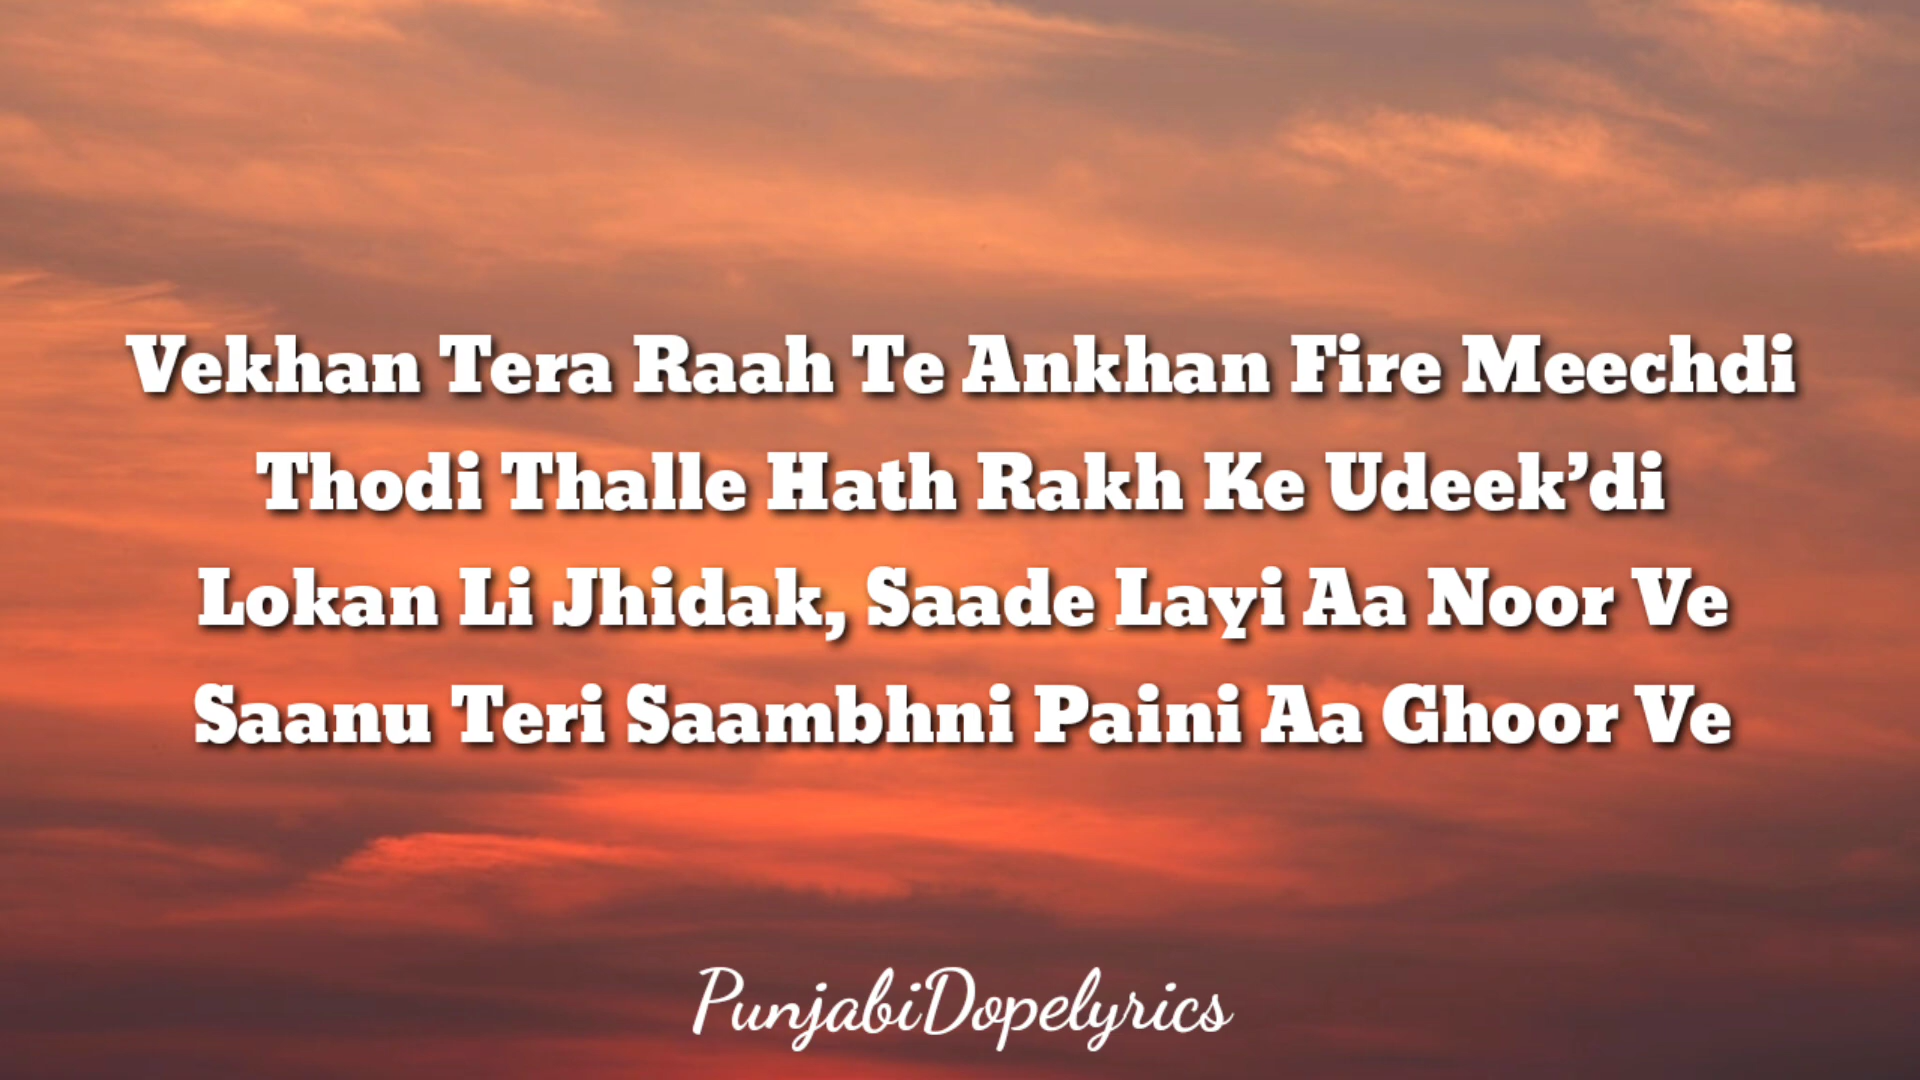 Vekhan Tera Raah Te Ankhan Fire Meechdi
Thodi Thalle Hath Rakh Ke Udeek’di
Lokan Li Jhidak, Saade Layi Aa Noor Ve
Saanu Teri Saambhni Paini Aa Ghoor Ve
PunjabiDopelyrics